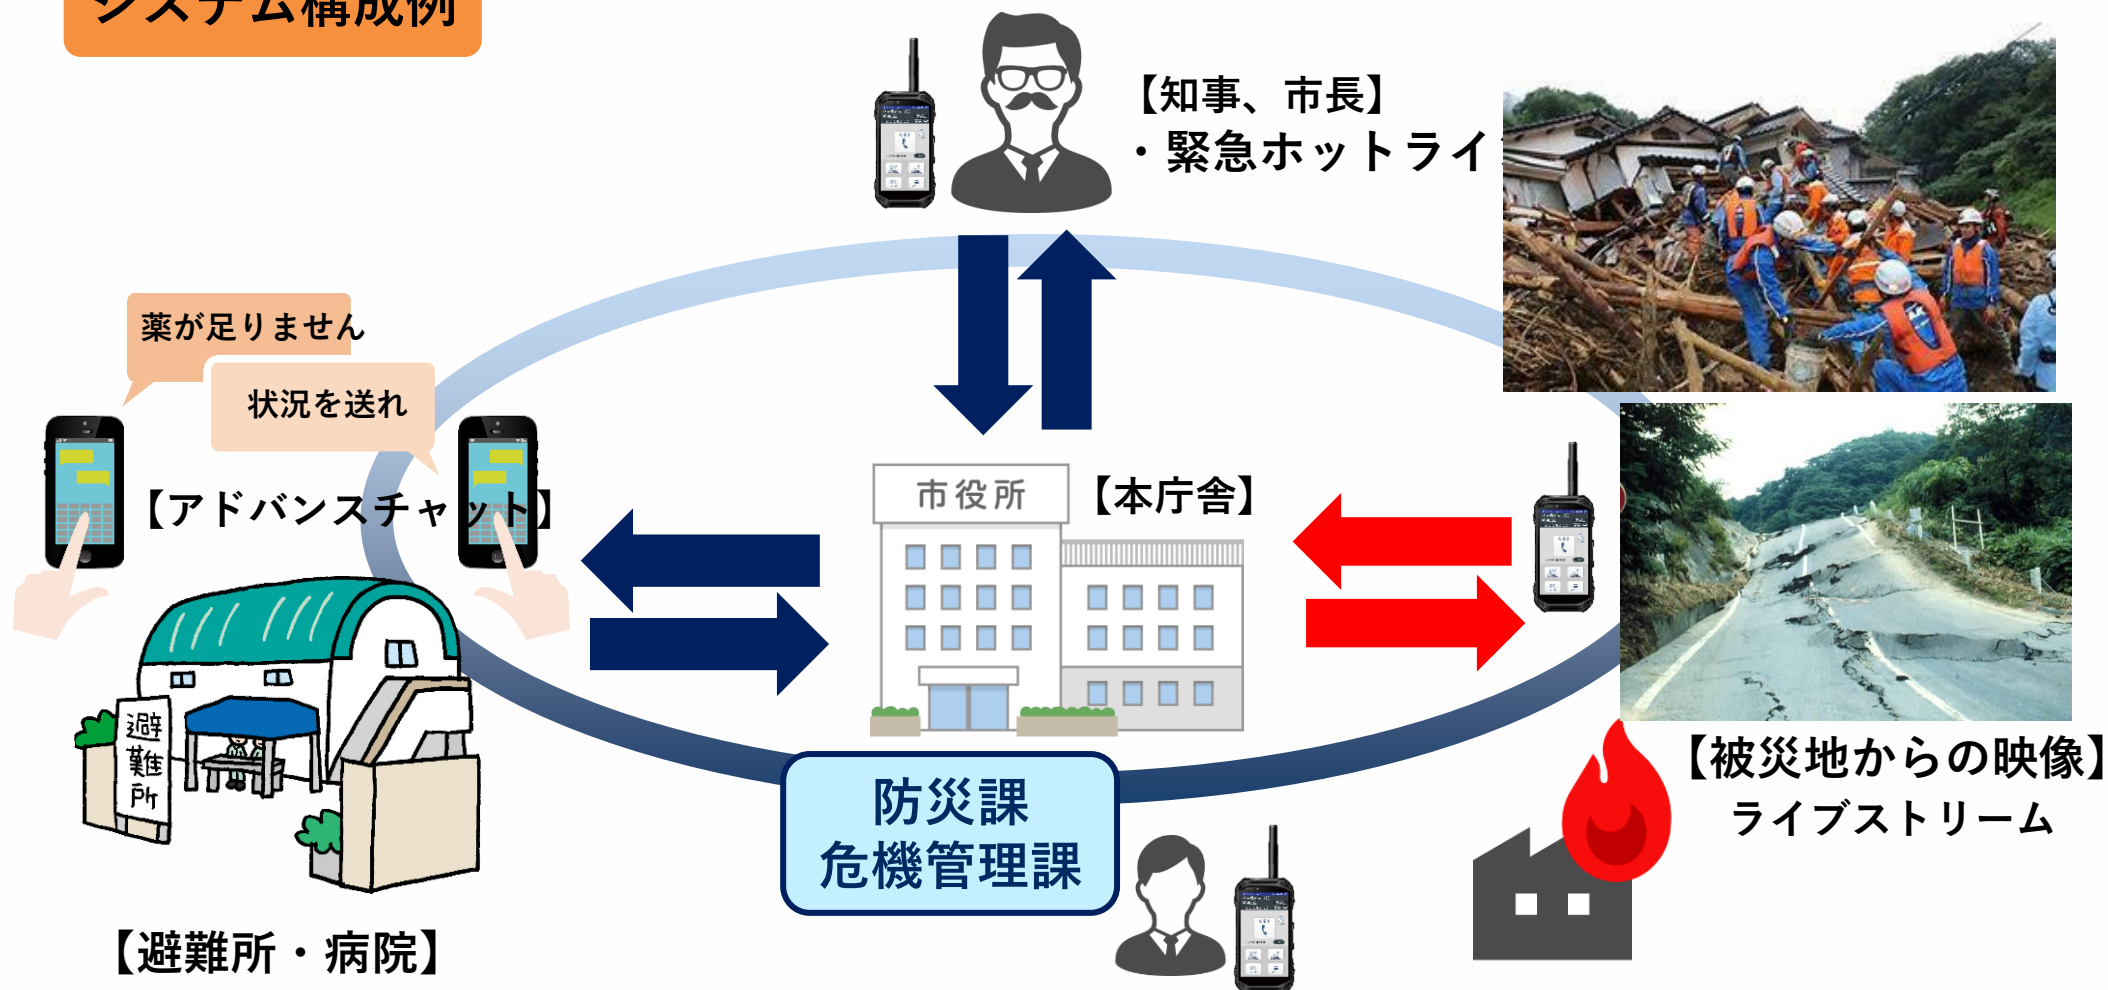 システム構成例
【知事、市長】
・緊急ホットライ
薬が足りません
状況を送れ
【アドバンスチャット】
市役所
【本庁舎】
避難所
【避難所・病院】
防災課
危機管理課
【被災地からの映像】
ライブストリーム